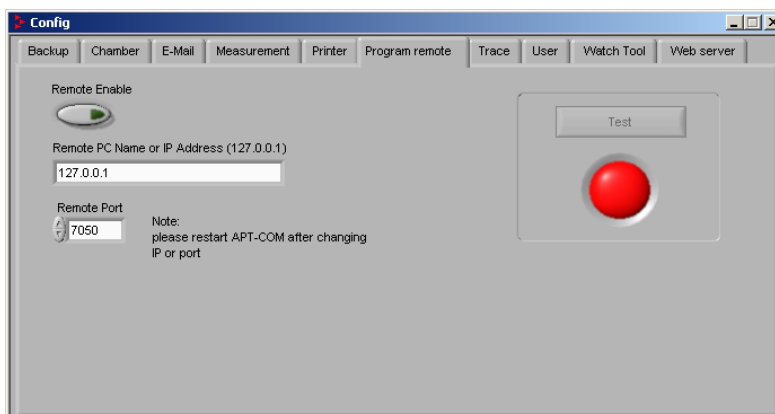 Config
Backup Chamber E-Mail Measurement Printer Program remote Trace User Watch Tool Web server
Remote Enable
Test
Remote PC Name or IP Address (127.0.0.1)
127.0.0.1
Remote Port
7050
Note:
please restart APT-COM after changing
IP or port